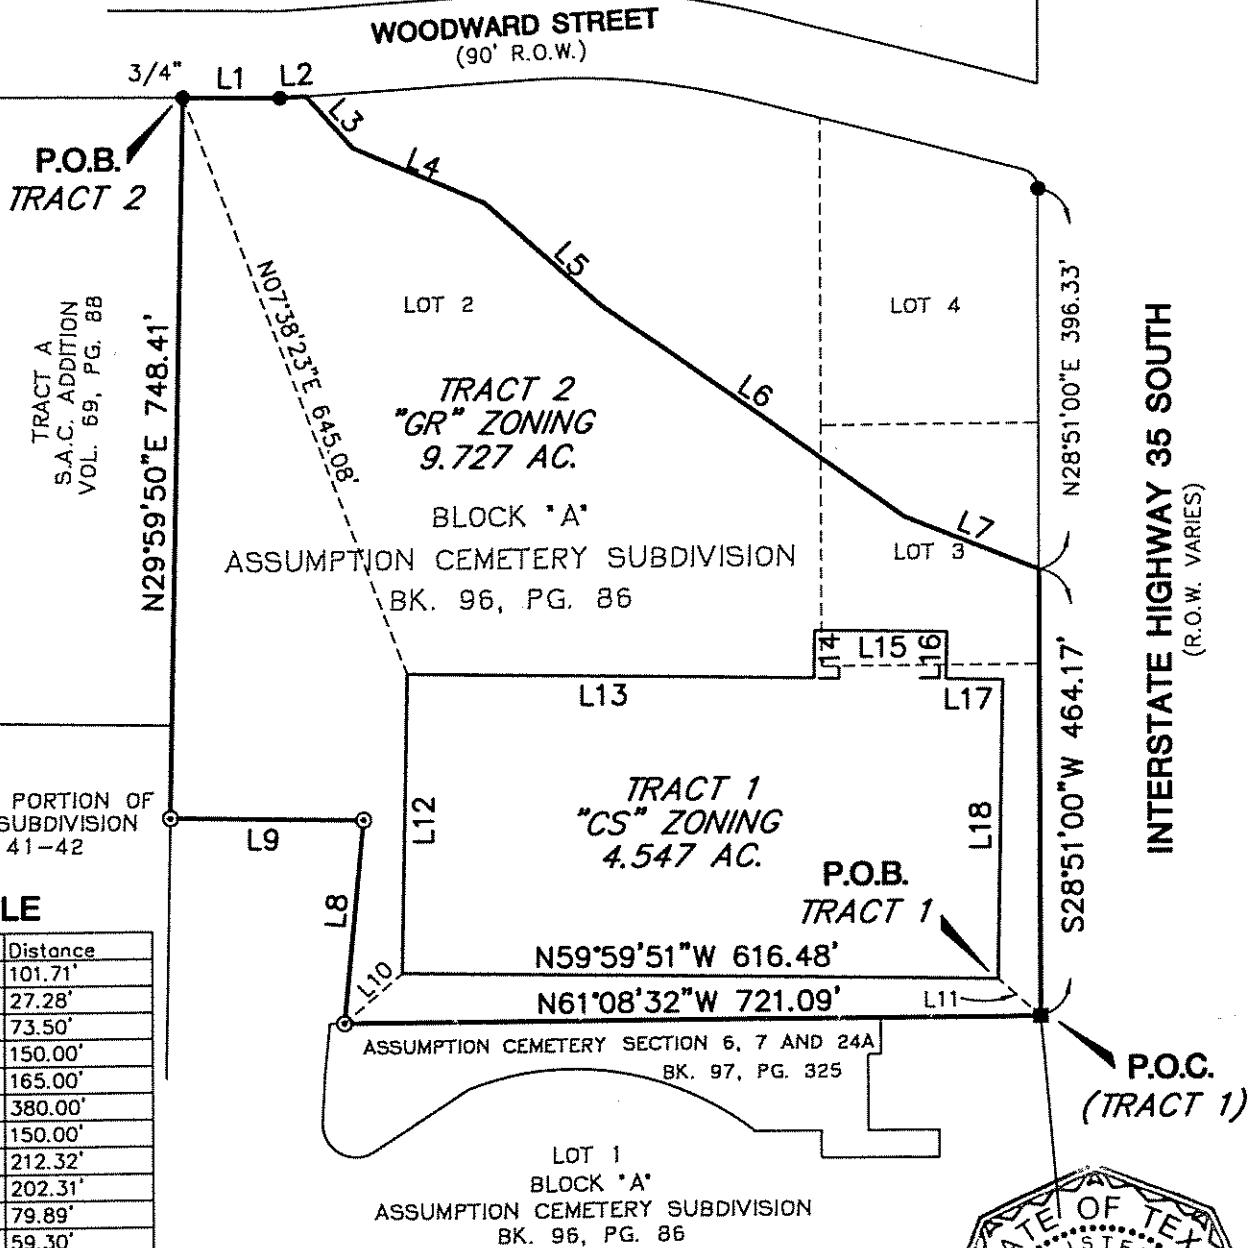 WOODWARD STREET
(90' R.O.W.)
3/4"
L1
L2
L3
L4
P.O.B.
TRACT 2
L5
N07°38'23"E 645.08'
LOT 2
LOT 4
N28°51'00"E 396.33'
INTERSTATE HIGHWAY 35 SOUTH
(R.O.W. VARIES)
TRACT A
S.A.C. ADDITION
VOL. 69, PG. 88
N29°59'50"E 748.41'
TRACT 2
"GR" ZONING
9.727 AC.
L6
BLOCK "A"
ASSUMPTION CEMETERY SUBDIVISION
BK. 96, PG. 86
L7
LOT 3
L14
L15
L16
L13
L17
S28°51'00"W 464.17'
PORTION OF
SUBDIVISION
41-42
L9
L12
TRACT 1
"CS" ZONING
4.547 AC.
L18
P.O.B.
TRACT 1
L8
L10
N59°59'51"W 616.48'
N61°08'32"W 721.09'
L11
ASSUMPTION CEMETERY SECTION 6, 7 AND 24A
BK. 97, PG. 325
P.O.C.
(TRACT 1)
LE
Distance
101.71'
27.28'
73.50'
150.00'
165.00'
380.00'
150.00'
212.32'
202.31'
79.89'
59.30'
LOT 1
BLOCK "A"
ASSUMPTION CEMETERY SUBDIVISION
BK. 96, PG. 86
ATE OF TEX
ISTE